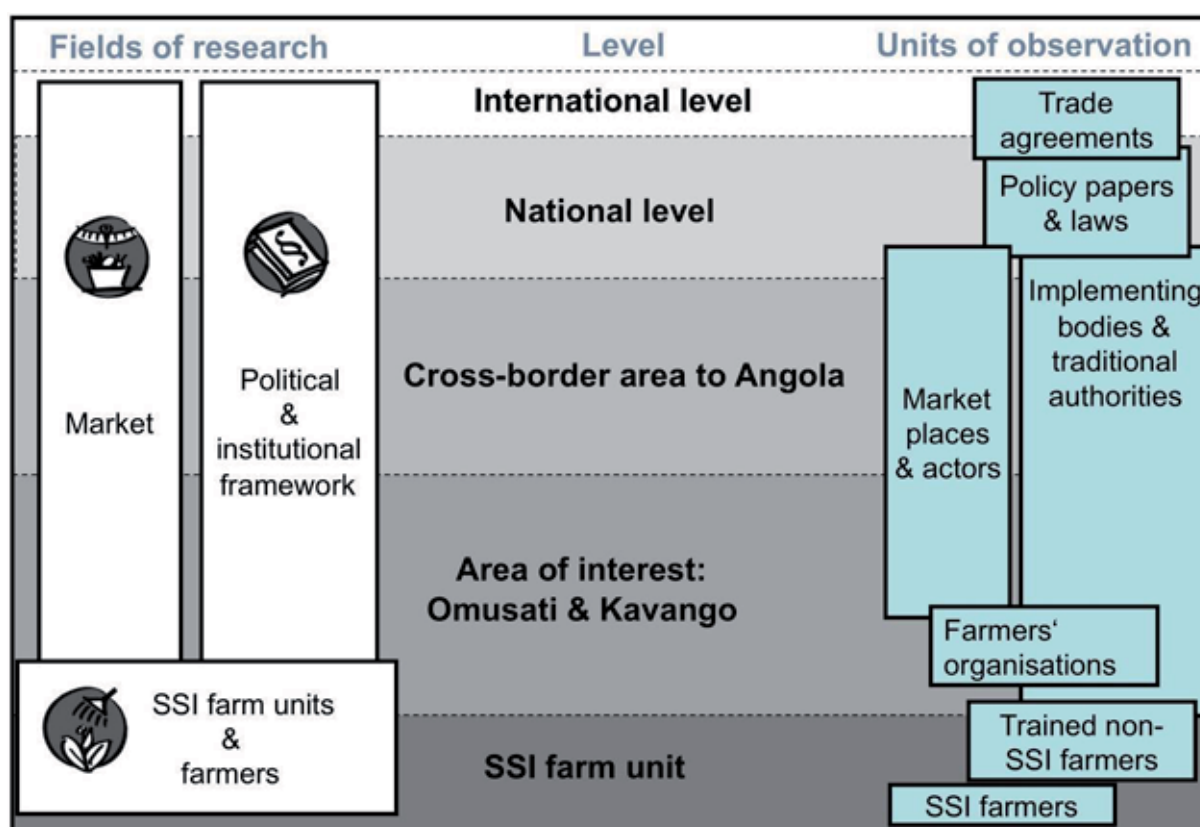 Fields of research
Level
Units of observation
International level
National level
Cross-border area to Angola
Area of interest:
Omusati & Kavango
SSI farm unit
Market
§
Political
&
institutional
framework
SSI farm units
&
farmers
Trade
agreements
Policy papers
& laws
Market
places
& actors
Implementing
bodies &
traditional
authorities
Farmers‘
organisations
Trained non-
SSI farmers
SSI farmers